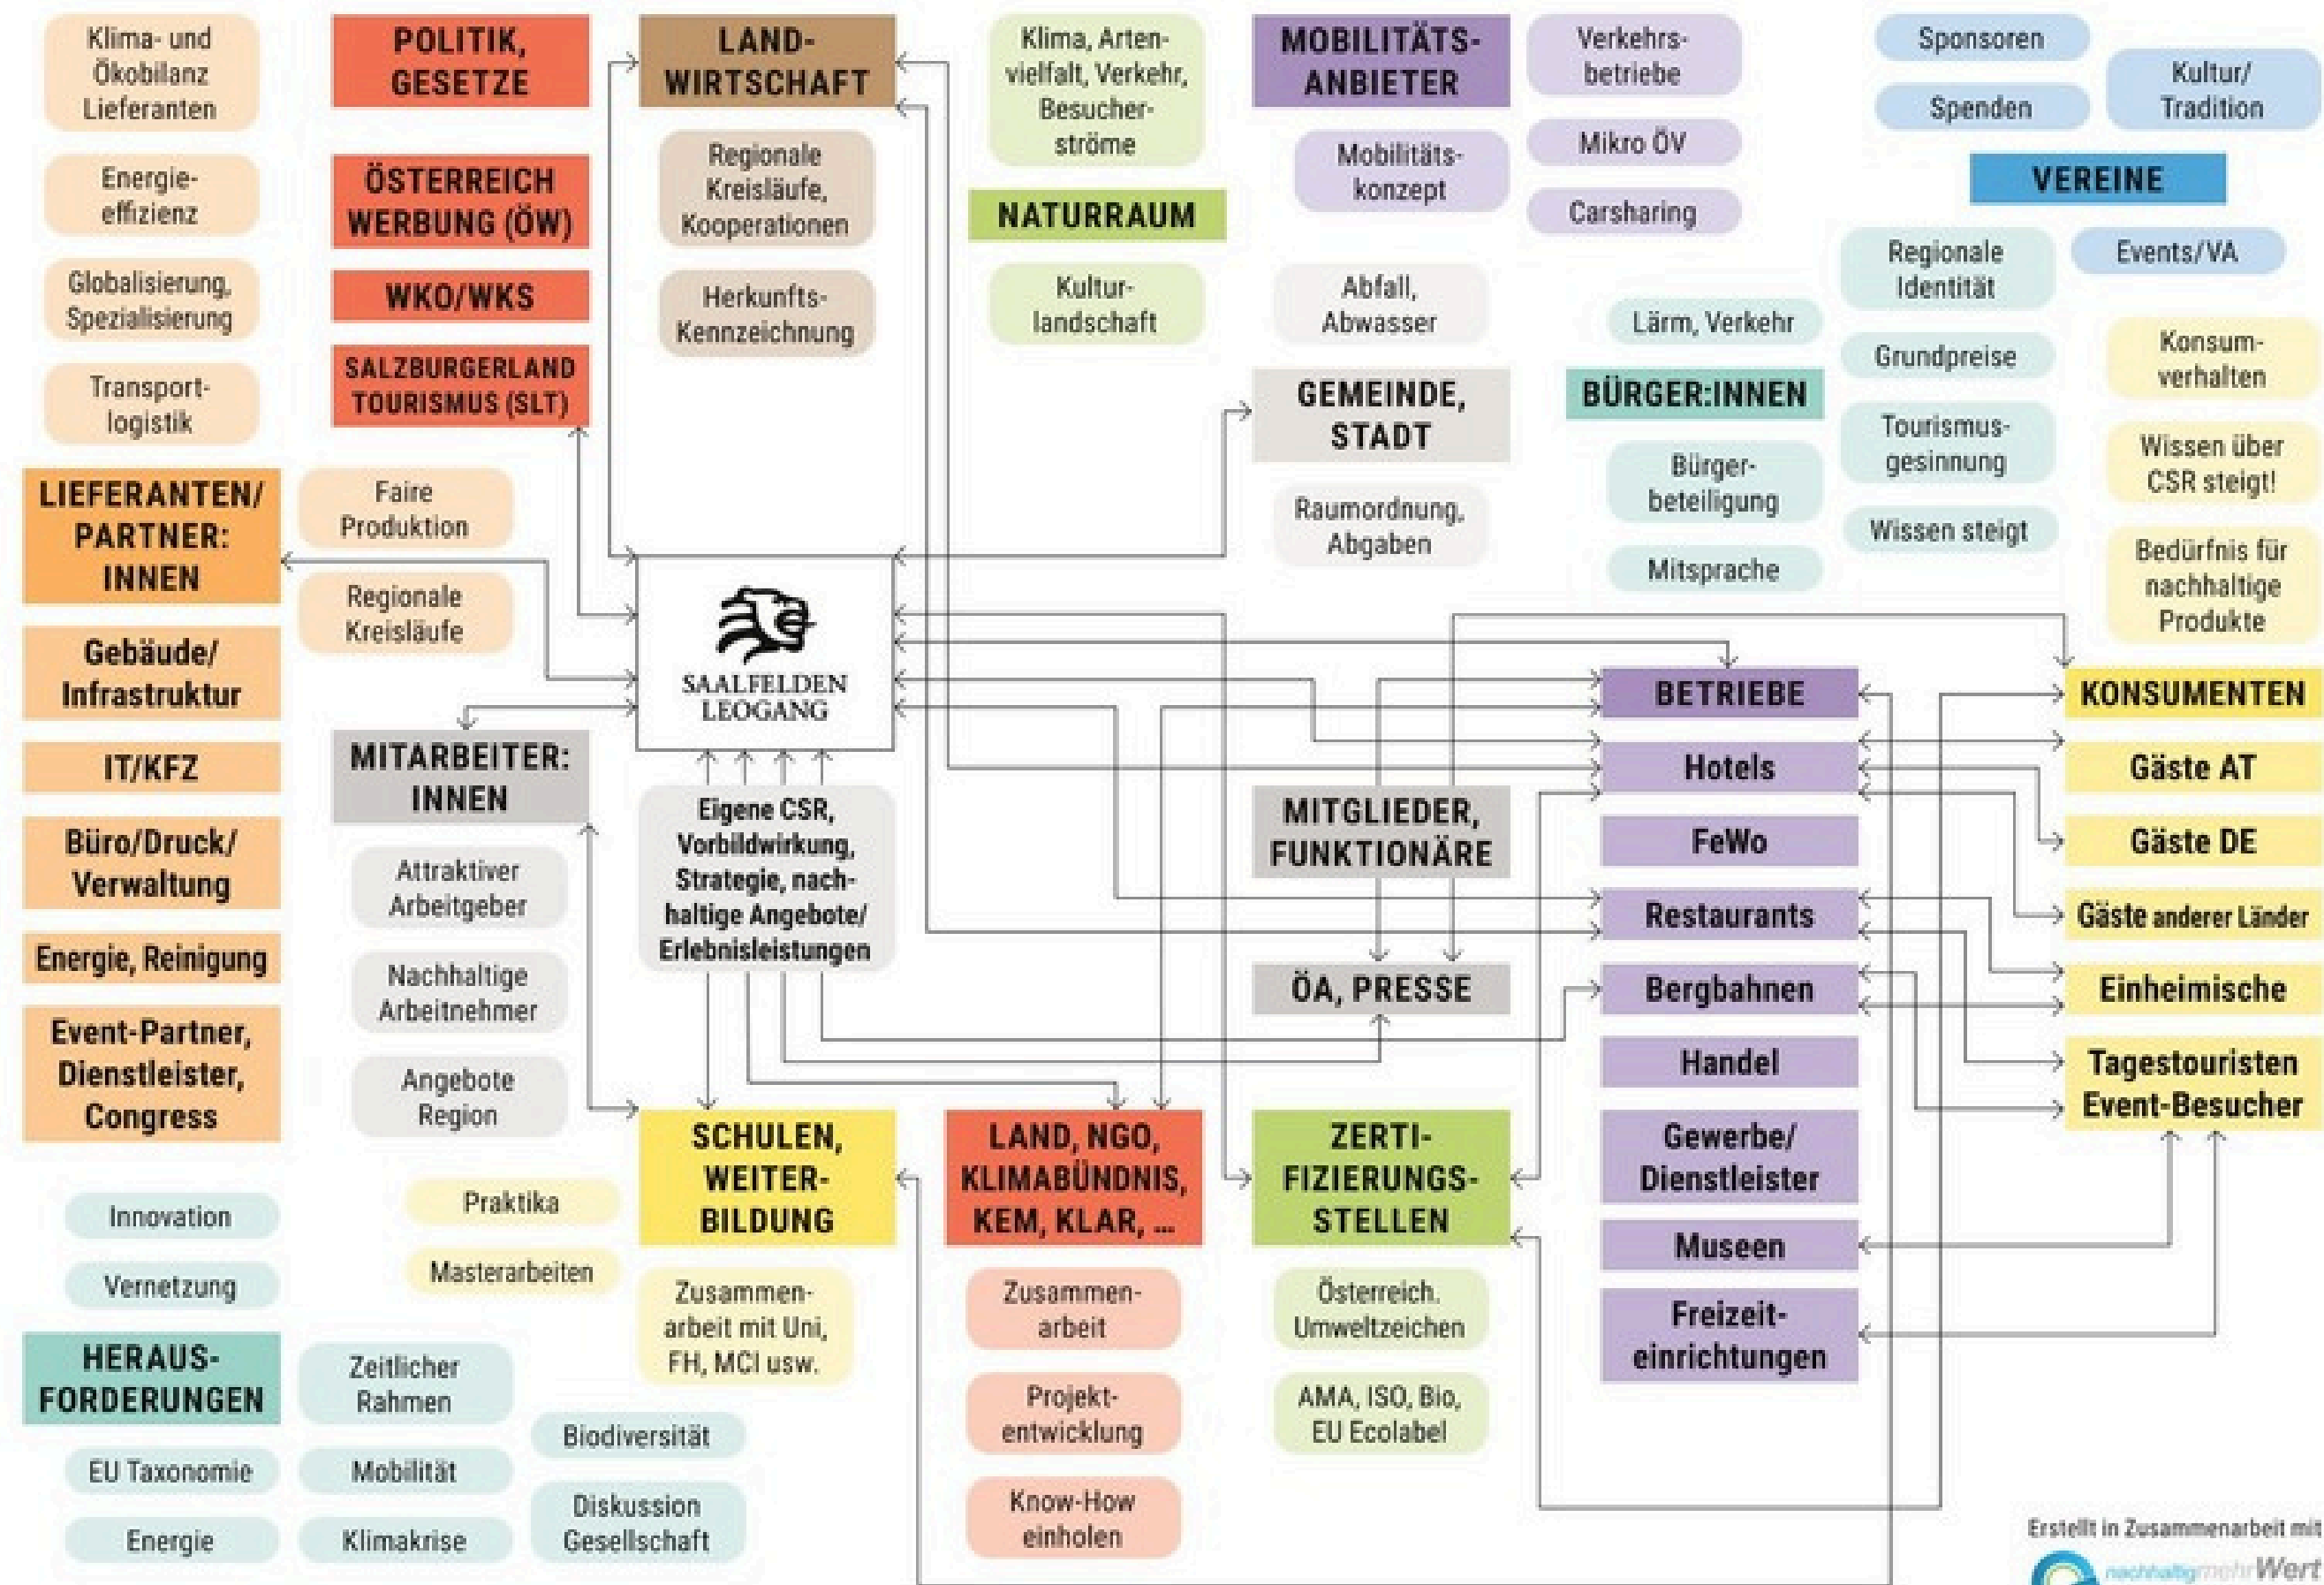 Klima- und
Ökobilanz
Lieferanten
Energie-
effizienz
Globalisierung,
Spezialisierung
Transport-
logistik
LIEFERANTEN/
PARTNER:
INNEN
Faire
Produktion
Regionale
Kreisläufe
Gebäude/
Infrastruktur
IT/KFZ
Büro/Druck/
Verwaltung
Energie, Reinigung
Event-Partner,
Dienstleister,
Congress
POLITIK,
GESETZE
ÖSTERREICH
WERBUNG (ÖW)
WKO/WKS
SALZBURGERLAND
TOURISMUS (SLT)
LAND-
WIRTSCHAFT
Regionale
Kreisläufe,
Kooperationen
Herkunfts-
Kennzeichnung
Klima, Arten-
vielfalt, Verkehr,
Besucher-
ströme
NATURRAUM
Kultur-
landschaft
MOBILITÄTS-
ANBIETER
Mobilitäts-
konzept
Verkehrs-
betriebe
Mikro ÖV
Carsharing
Sponsoren
Spenden
Kultur/
Tradition
VEREINE
Events/VA
Abfall,
Abwasser
GEMEINDE,
STADT
Raumordnung,
Abgaben
Lärm, Verkehr
BÜRGER:INNEN
Bürger-
beteiligung
Mitsprache
Regionale
Identität
Grundpreise
Tourismus-
gesinnung
Wissen steigt
Konsum-
verhalten
Wissen über
CSR steigt!
Bedürfnis für
nachhaltige
Produkte
SAALFELDEN
LEOGANG
MITARBEITER:
INNEN
Attraktiver
Arbeitgeber
Nachhaltige
Arbeitnehmer
Angebote
Region
Eigene CSR,
Vorbildwirkung,
Strategie, nach-
haltige Angebote/
Erlebnisleistungen
MITGLIEDER,
FUNKTIONÄRE
ÖA, PRESSE
BETRIEBE
Hotels
FeWo
Restaurants
Bergbahnen
Handel
Gewerbe/
Dienstleister
Museen
Freizeit-
einrichtungen
KONSUMENTEN
Gäste AT
Gäste DE
Gäste anderer Länder
Einheimische
Tagestouristen
Event-Besucher
SCHULEN,
WEITER-
BILDUNG
Praktika
Masterarbeiten
Zusammen-
arbeit mit Uni,
FH, MCI usw.
LAND, NGO,
KLIMABÜNDNIS,
KEM, KLAR, ...
Zusammen-
arbeit
Projekt-
entwicklung
Know-How
einholen
ZERTI-
FIZIERUNGS-
STELLEN
Österreich.
Umweltzeichen
AMA, ISO, Bio,
EU Ecolabel
Innovation
Vernetzung
HERAUS-
FORDERUNGEN
Zeitlicher
Rahmen
EU Taxonomie
Mobilität
Biodiversität
Energie
Klimakrise
Diskussion
Gesellschaft
Erstellt in Zusammenarbeit mit
nachhaltigmehrWert